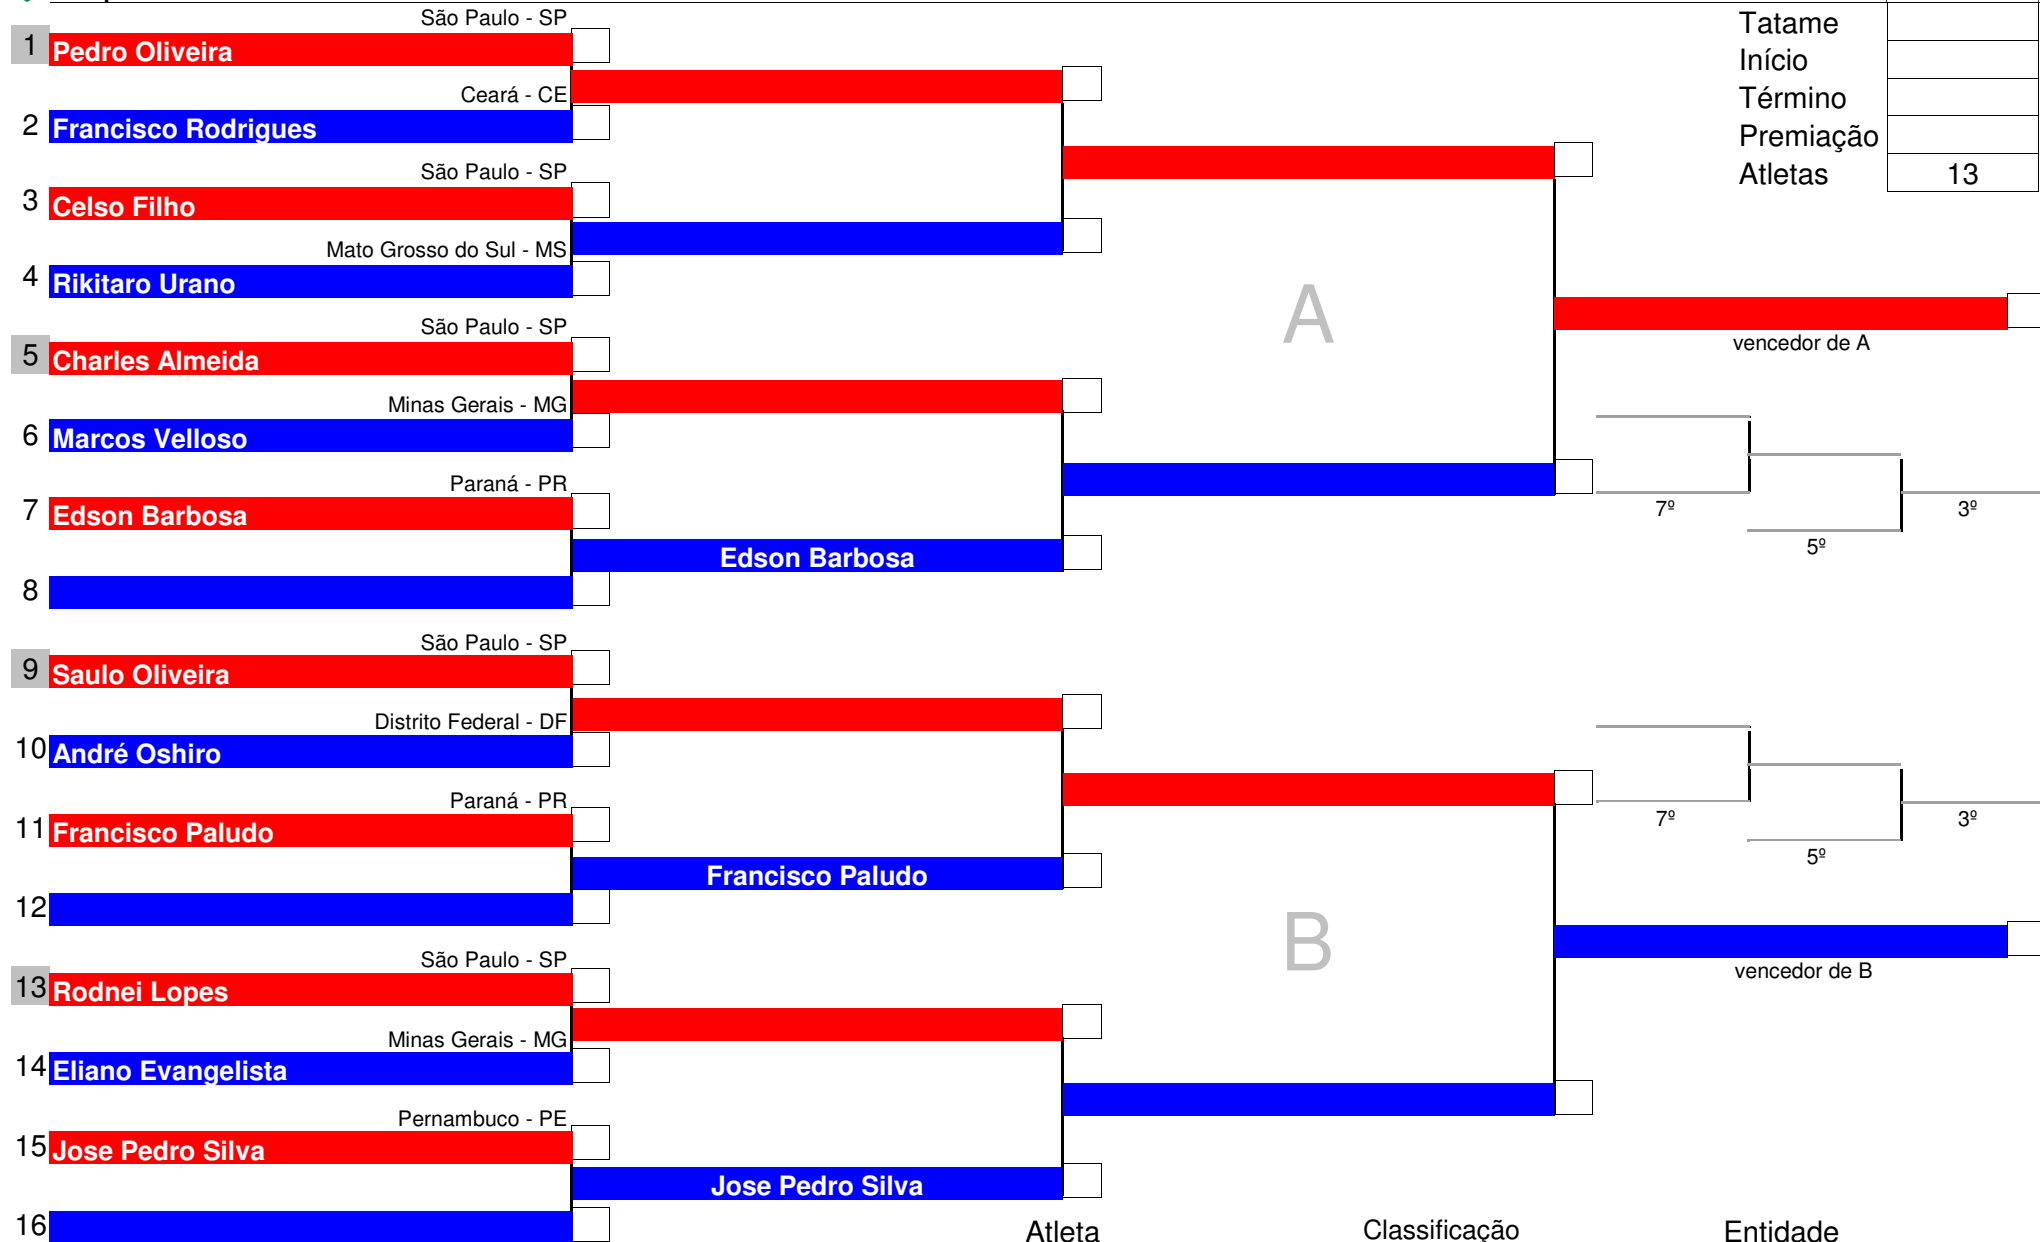 São Paulo - SP
1 Pedro Oliveira
Ceará - CE
2 Francisco Rodrigues
São Paulo - SP
3 Celso Filho
Mato Grosso do Sul - MS
4 Rikitaro Urano
São Paulo - SP
5 Charles Almeida
Minas Gerais - MG
6 Marcos Velloso
Paraná - PR
7 Edson Barbosa
Edson Barbosa
8
São Paulo - SP
9 Saulo Oliveira
Distrito Federal - DF
10 André Oshiro
Paraná - PR
11 Francisco Paludo
Francisco Paludo
12
São Paulo - SP
13 Rodnei Lopes
Minas Gerais - MG
14 Eliano Evangelista
Pernambuco - PE
15 Jose Pedro Silva
Jose Pedro Silva
16
A
B
Tatame
Início
Término
Premiação
Atletas 13
vencedor de A
7º
3º
5º
7º
3º
5º
vencedor de B
Atleta Classificação Entidade